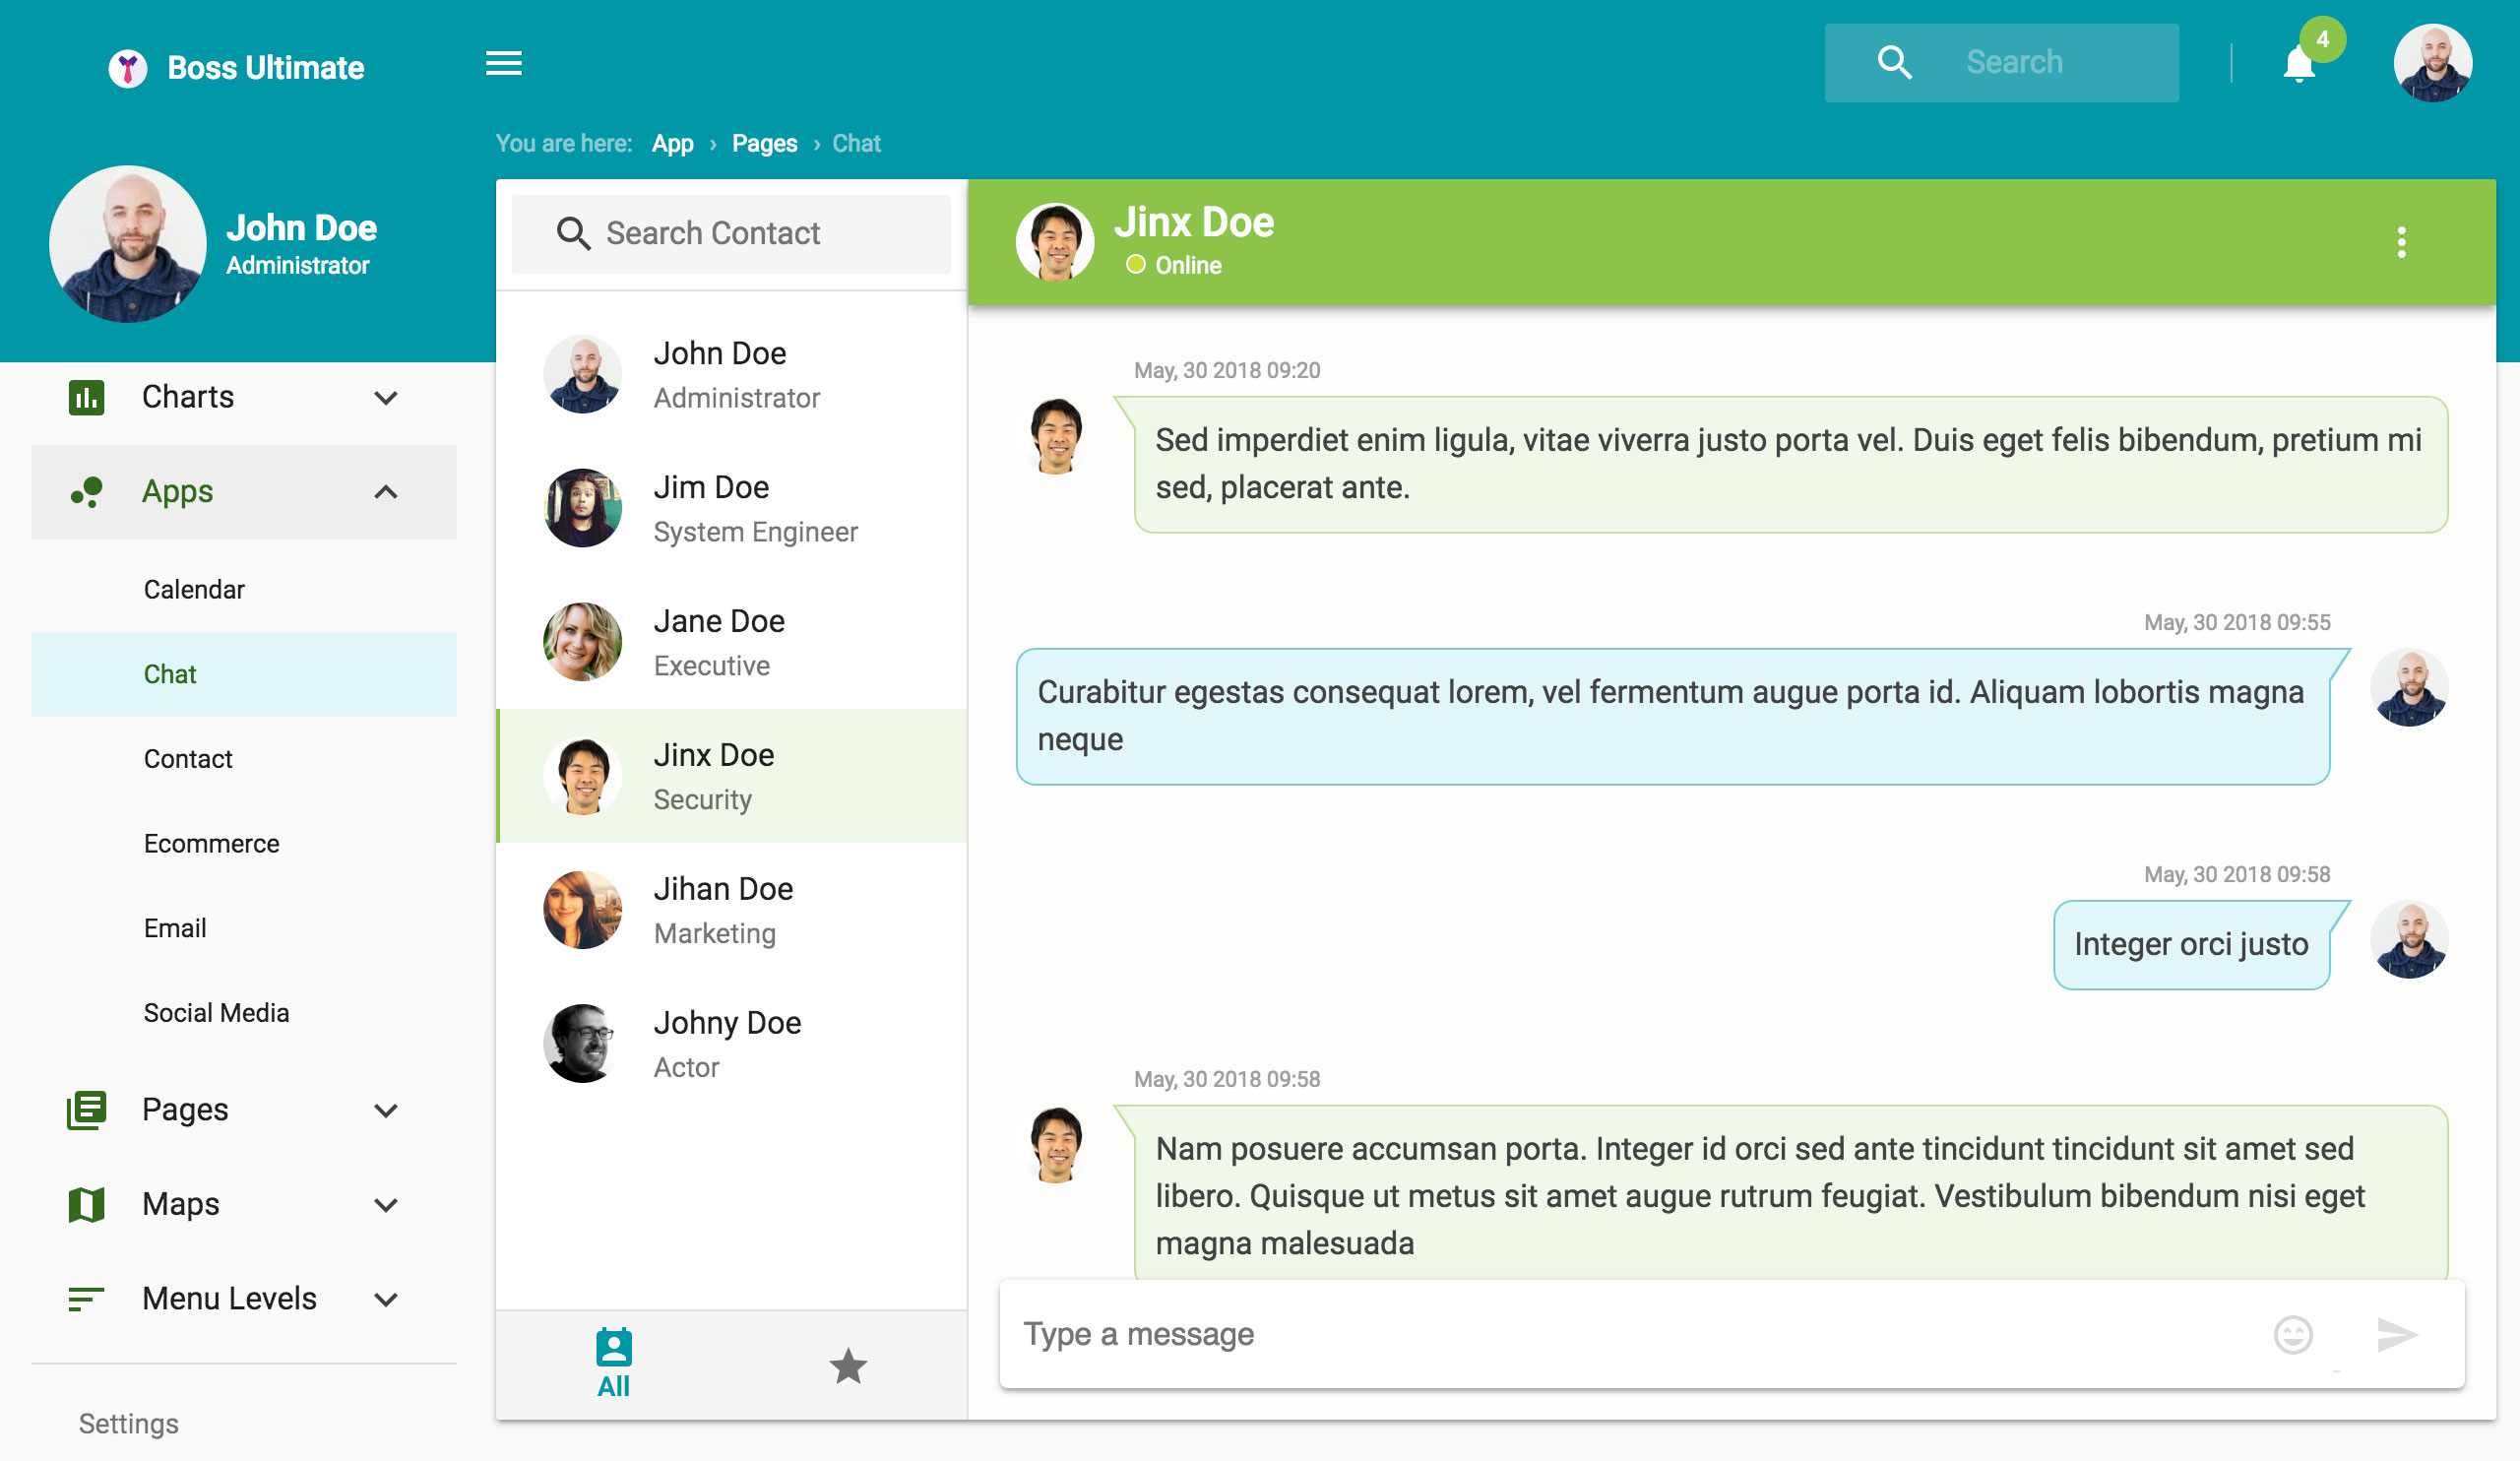 Boss Ultimate
Search
4
You are here: App › Pages › Chat
John Doe
Administrator
Charts
Apps
Calendar
Chat
Contact
Ecommerce
Email
Social Media
Pages
Maps
Menu Levels
Settings
Search Contact
John Doe
Administrator
Jim Doe
System Engineer
Jane Doe
Executive
Jinx Doe
Security
Jihan Doe
Marketing
Johny Doe
Actor
All
Jinx Doe
Online
May, 30 2018 09:20
Sed imperdiet enim ligula, vitae viverra justo porta vel. Duis eget felis bibendum, pretium mi
sed, placerat ante.
May, 30 2018 09:55
Curabitur egestas consequat lorem, vel fermentum augue porta id. Aliquam lobortis magna
neque
May, 30 2018 09:58
Integer orci justo
May, 30 2018 09:58
Nam posuere accumsan porta. Integer id orci sed ante tincidunt tincidunt sit amet sed
libero. Quisque ut metus sit amet augue rutrum feugiat. Vestibulum bibendum nisi eget
magna malesuada
Type a message